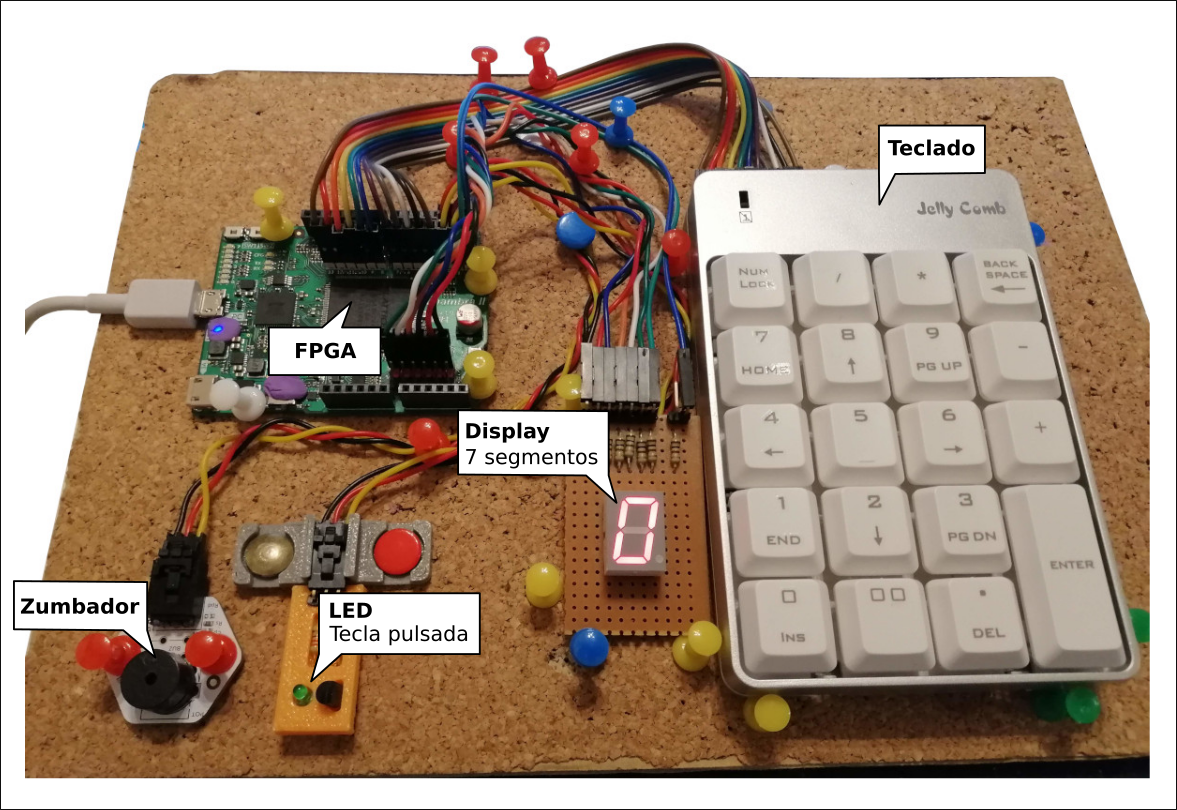 Teclado
Jelly Comb
1
NUM
LOCK
/
*
BACK
SPACE
7
HOME
8
9
PG UP
-
FPGA
4
5
6
+
Display
7 segmentos
1
END
2
3
PG DN
ENTER
0
INS
00
.
DEL
Zumbador
LED
Tecla pulsada